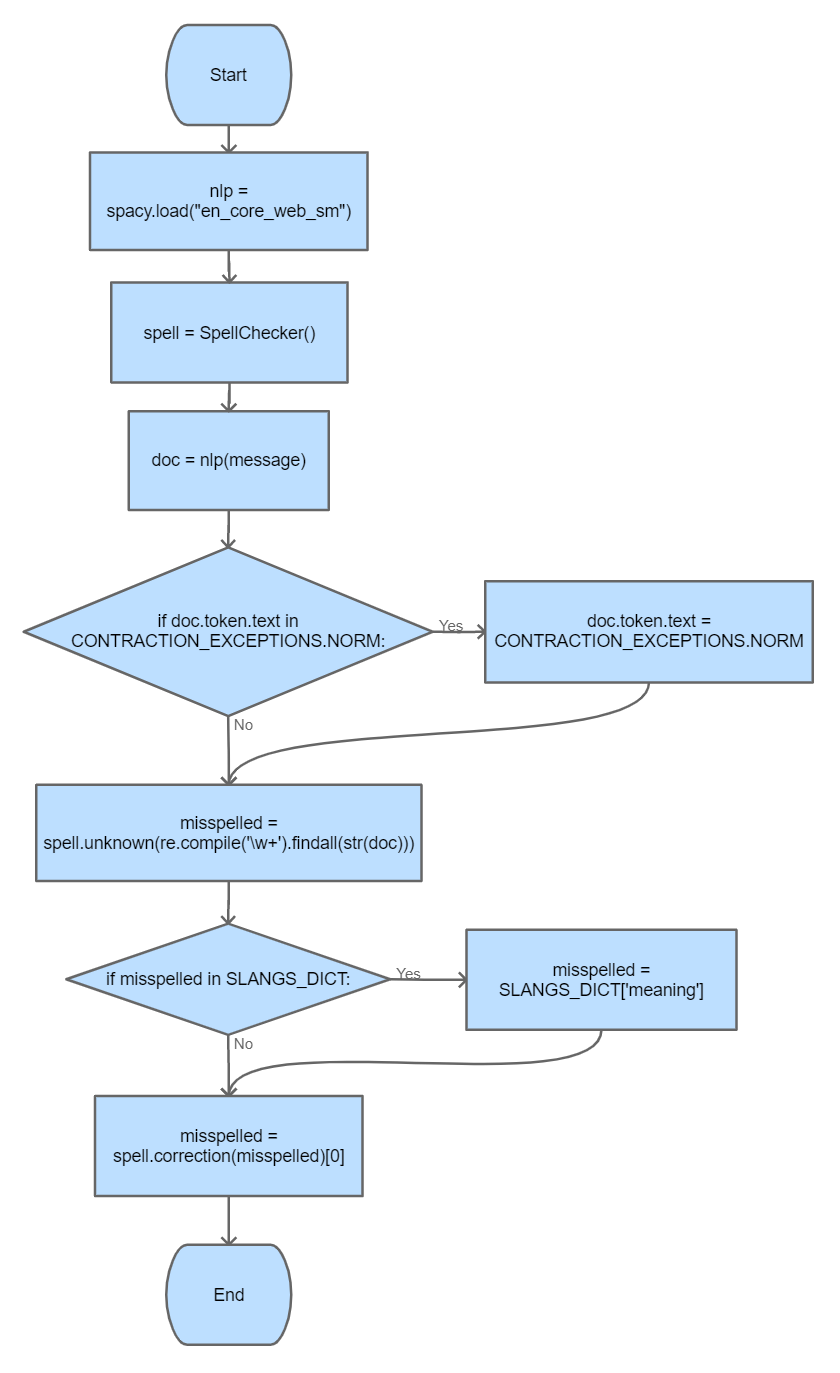 Start
nlp =
spacy.load("en_core_web_sm")
spell = SpellChecker()
doc = nlp(message)
if doc.token.text in
CONTRACTION_EXCEPTIONS.NORM:
Yes
doc.token.text =
CONTRACTION_EXCEPTIONS.NORM
No
misspelled =
spell.unknown(re.compile('\w+').findall(str(doc)))
if misspelled in SLANGS_DICT:
Yes
misspelled =
SLANGS_DICT['meaning']
No
misspelled =
spell.correction(misspelled)[0]
End